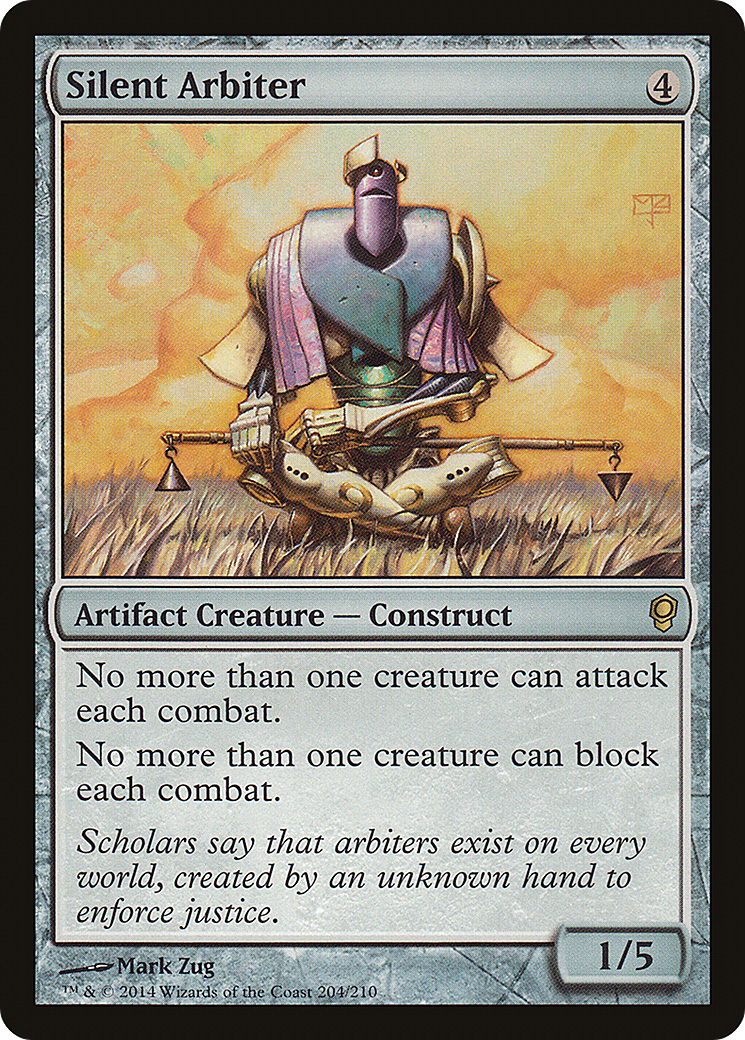 Silent Arbiter 4
Artifact Creature — Construct
No more than one creature can attack
each combat.
No more than one creature can block
each combat.
Scholars say that arbiters exist on every
world, created by an unknown hand to
enforce justice.
1/5
Mark Zug
™ & © 2014 Wizards of the Coast 204/210